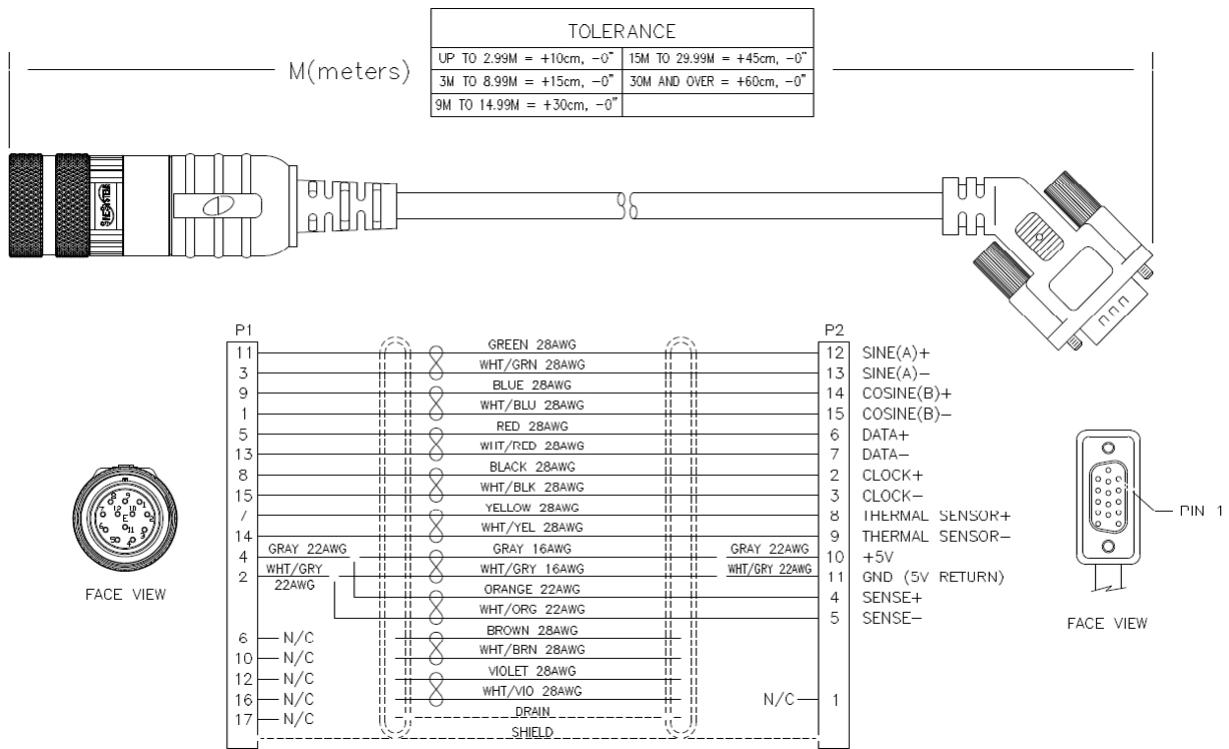 TOLERANCE
UP TO 2.99M = +10cm, -0" 15M TO 29.99M = +45cm, -0"
3M TO 8.99M = +15cm, -0" 30M AND OVER = +60cm, -0"
9M TO 14.99M = +30cm, -0"
M(meters)
P1 P2
11 GREEN 28AWG 12 SINE(A)+
3 WHT/GRN 28AWG 13 SINE(A)-
9 BLUE 28AWG 14 COSINE(B)+
1 WHT/BLU 28AWG 15 COSINE(B)-
5 RED 28AWG 6 DATA+
13 WHT/RED 28AWG 7 DATA-
8 BLACK 28AWG 2 CLOCK+
15 WHT/BLK 28AWG 3 CLOCK-
7 YELLOW 28AWG 8 THERMAL SENSOR+
14 WHT/YEL 28AWG 9 THERMAL SENSOR-
4 GRAY 22AWG GRAY 16AWG GRAY 22AWG 10 +5V
2 WHT/GRY 22AWG WHT/GRY 16AWG WHT/GRY 22AWG 11 GND (5V RETURN)
ORANGE 22AWG 4 SENSE+
WHT/ORG 22AWG 5 SENSE-
6 N/C BROWN 28AWG
10 N/C WHT/BRN 28AWG
12 N/C VIOLET 28AWG
16 N/C WHT/VIO 28AWG N/C 1
17 N/C DRAIN
SHIELD
FACE VIEW
PIN 1
FACE VIEW